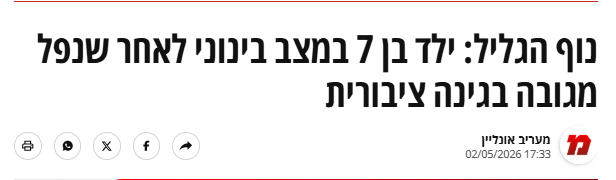 נוף הגליל: ילד בן 7 במצב בינוני לאחר שנפל
מגובה בגינה ציבורית
מעריב אונליין
02/05/2026 17:33